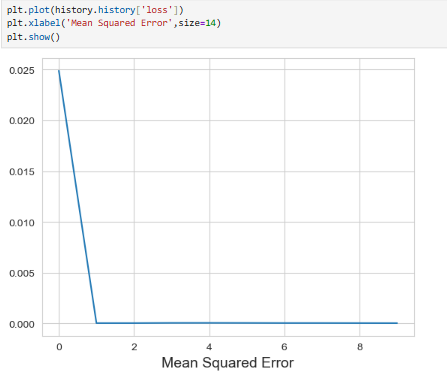 plt.plot(history.history['loss'])
plt.xlabel('Mean Squared Error',size=14)
plt.show()
0.025
0.020
0.015
0.010
0.005
0.000
0 2 4 6 8
Mean Squared Error